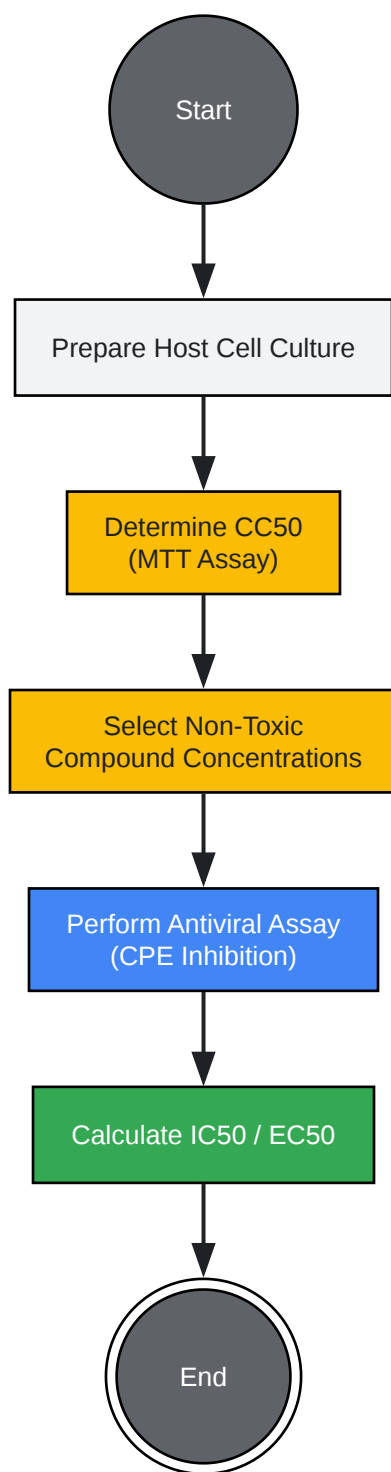 Start
Prepare Host Cell Culture
Determine CC50
(MTT Assay)
Select Non-Toxic
Compound Concentrations
Perform Antiviral Assay
(CPE Inhibition)
Calculate IC50 / EC50
End